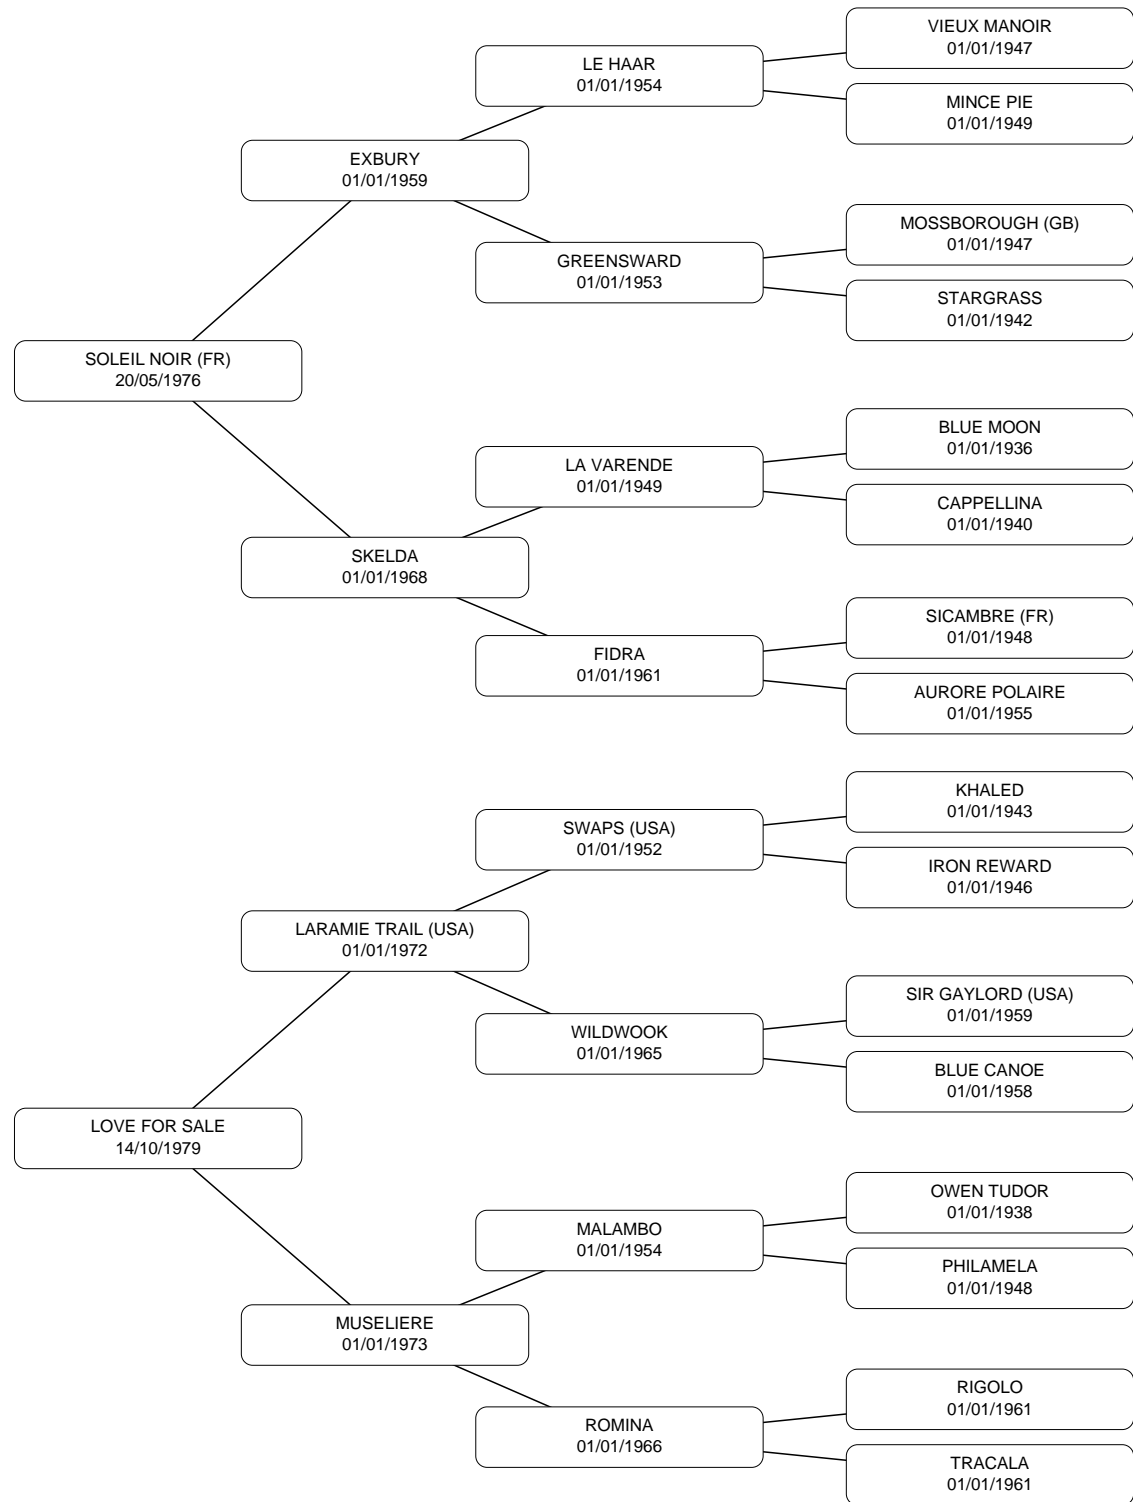 VIEUX MANOIR
01/01/1947
LE HAAR
01/01/1954
MINCE PIE
01/01/1949
EXBURY
01/01/1959
MOSSBOROUGH (GB)
01/01/1947
GREENSWARD
01/01/1953
STARGRASS
01/01/1942
SOLEIL NOIR (FR)
20/05/1976
BLUE MOON
01/01/1936
LA VARENDE
01/01/1949
CAPPELLINA
01/01/1940
SKELDA
01/01/1968
SICAMBRE (FR)
01/01/1948
FIDRA
01/01/1961
AURORE POLAIRE
01/01/1955
KHALED
01/01/1943
SWAPS (USA)
01/01/1952
IRON REWARD
01/01/1946
LARAMIE TRAIL (USA)
01/01/1972
SIR GAYLORD (USA)
01/01/1959
WILDWOOK
01/01/1965
BLUE CANOE
01/01/1958
LOVE FOR SALE
14/10/1979
OWEN TUDOR
01/01/1938
MALAMBO
01/01/1954
PHILAMELA
01/01/1948
MUSELIERE
01/01/1973
RIGOLO
01/01/1961
ROMINA
01/01/1966
TRACALA
01/01/1961